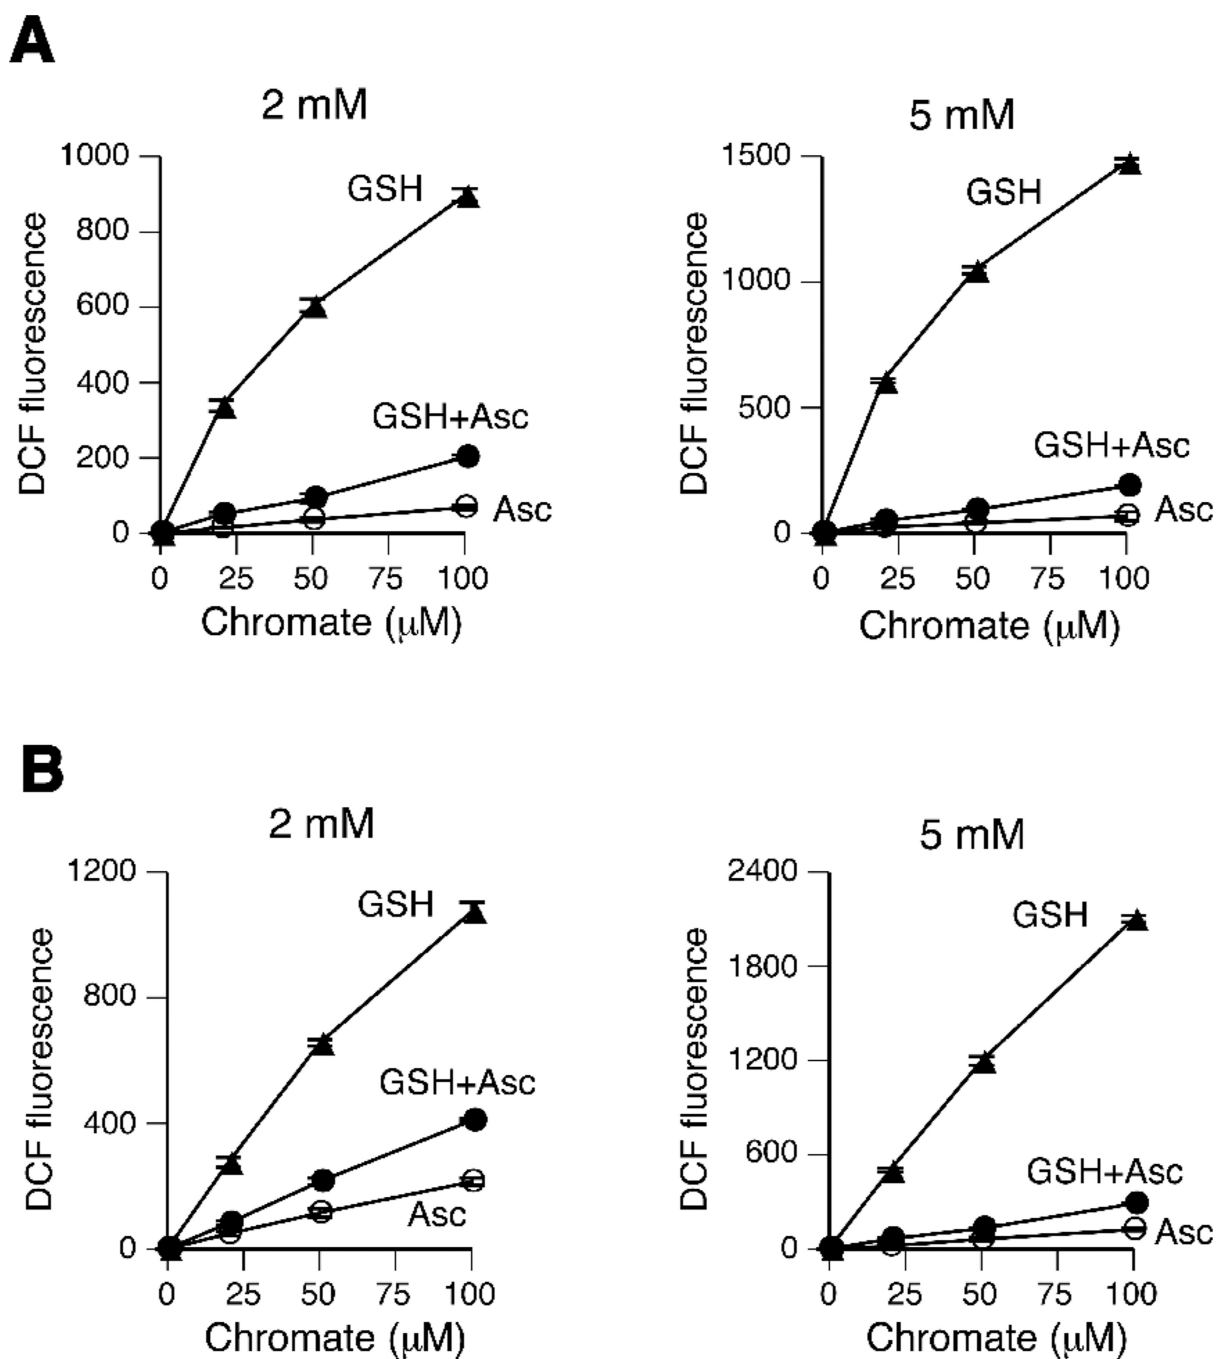 A
2 mM
1000
800
600
400
200
0
DCF fluorescence
GSH
GSH+Asc
Asc
0 25 50 75 100
Chromate (μM)
5 mM
1500
1000
500
0
DCF fluorescence
GSH
GSH+Asc
Asc
0 25 50 75 100
Chromate (μM)
B
2 mM
1200
800
400
0
DCF fluorescence
GSH
GSH+Asc
Asc
0 25 50 75 100
Chromate (μM)
5 mM
2400
1800
1200
600
0
DCF fluorescence
GSH
GSH+Asc
Asc
0 25 50 75 100
Chromate (μM)